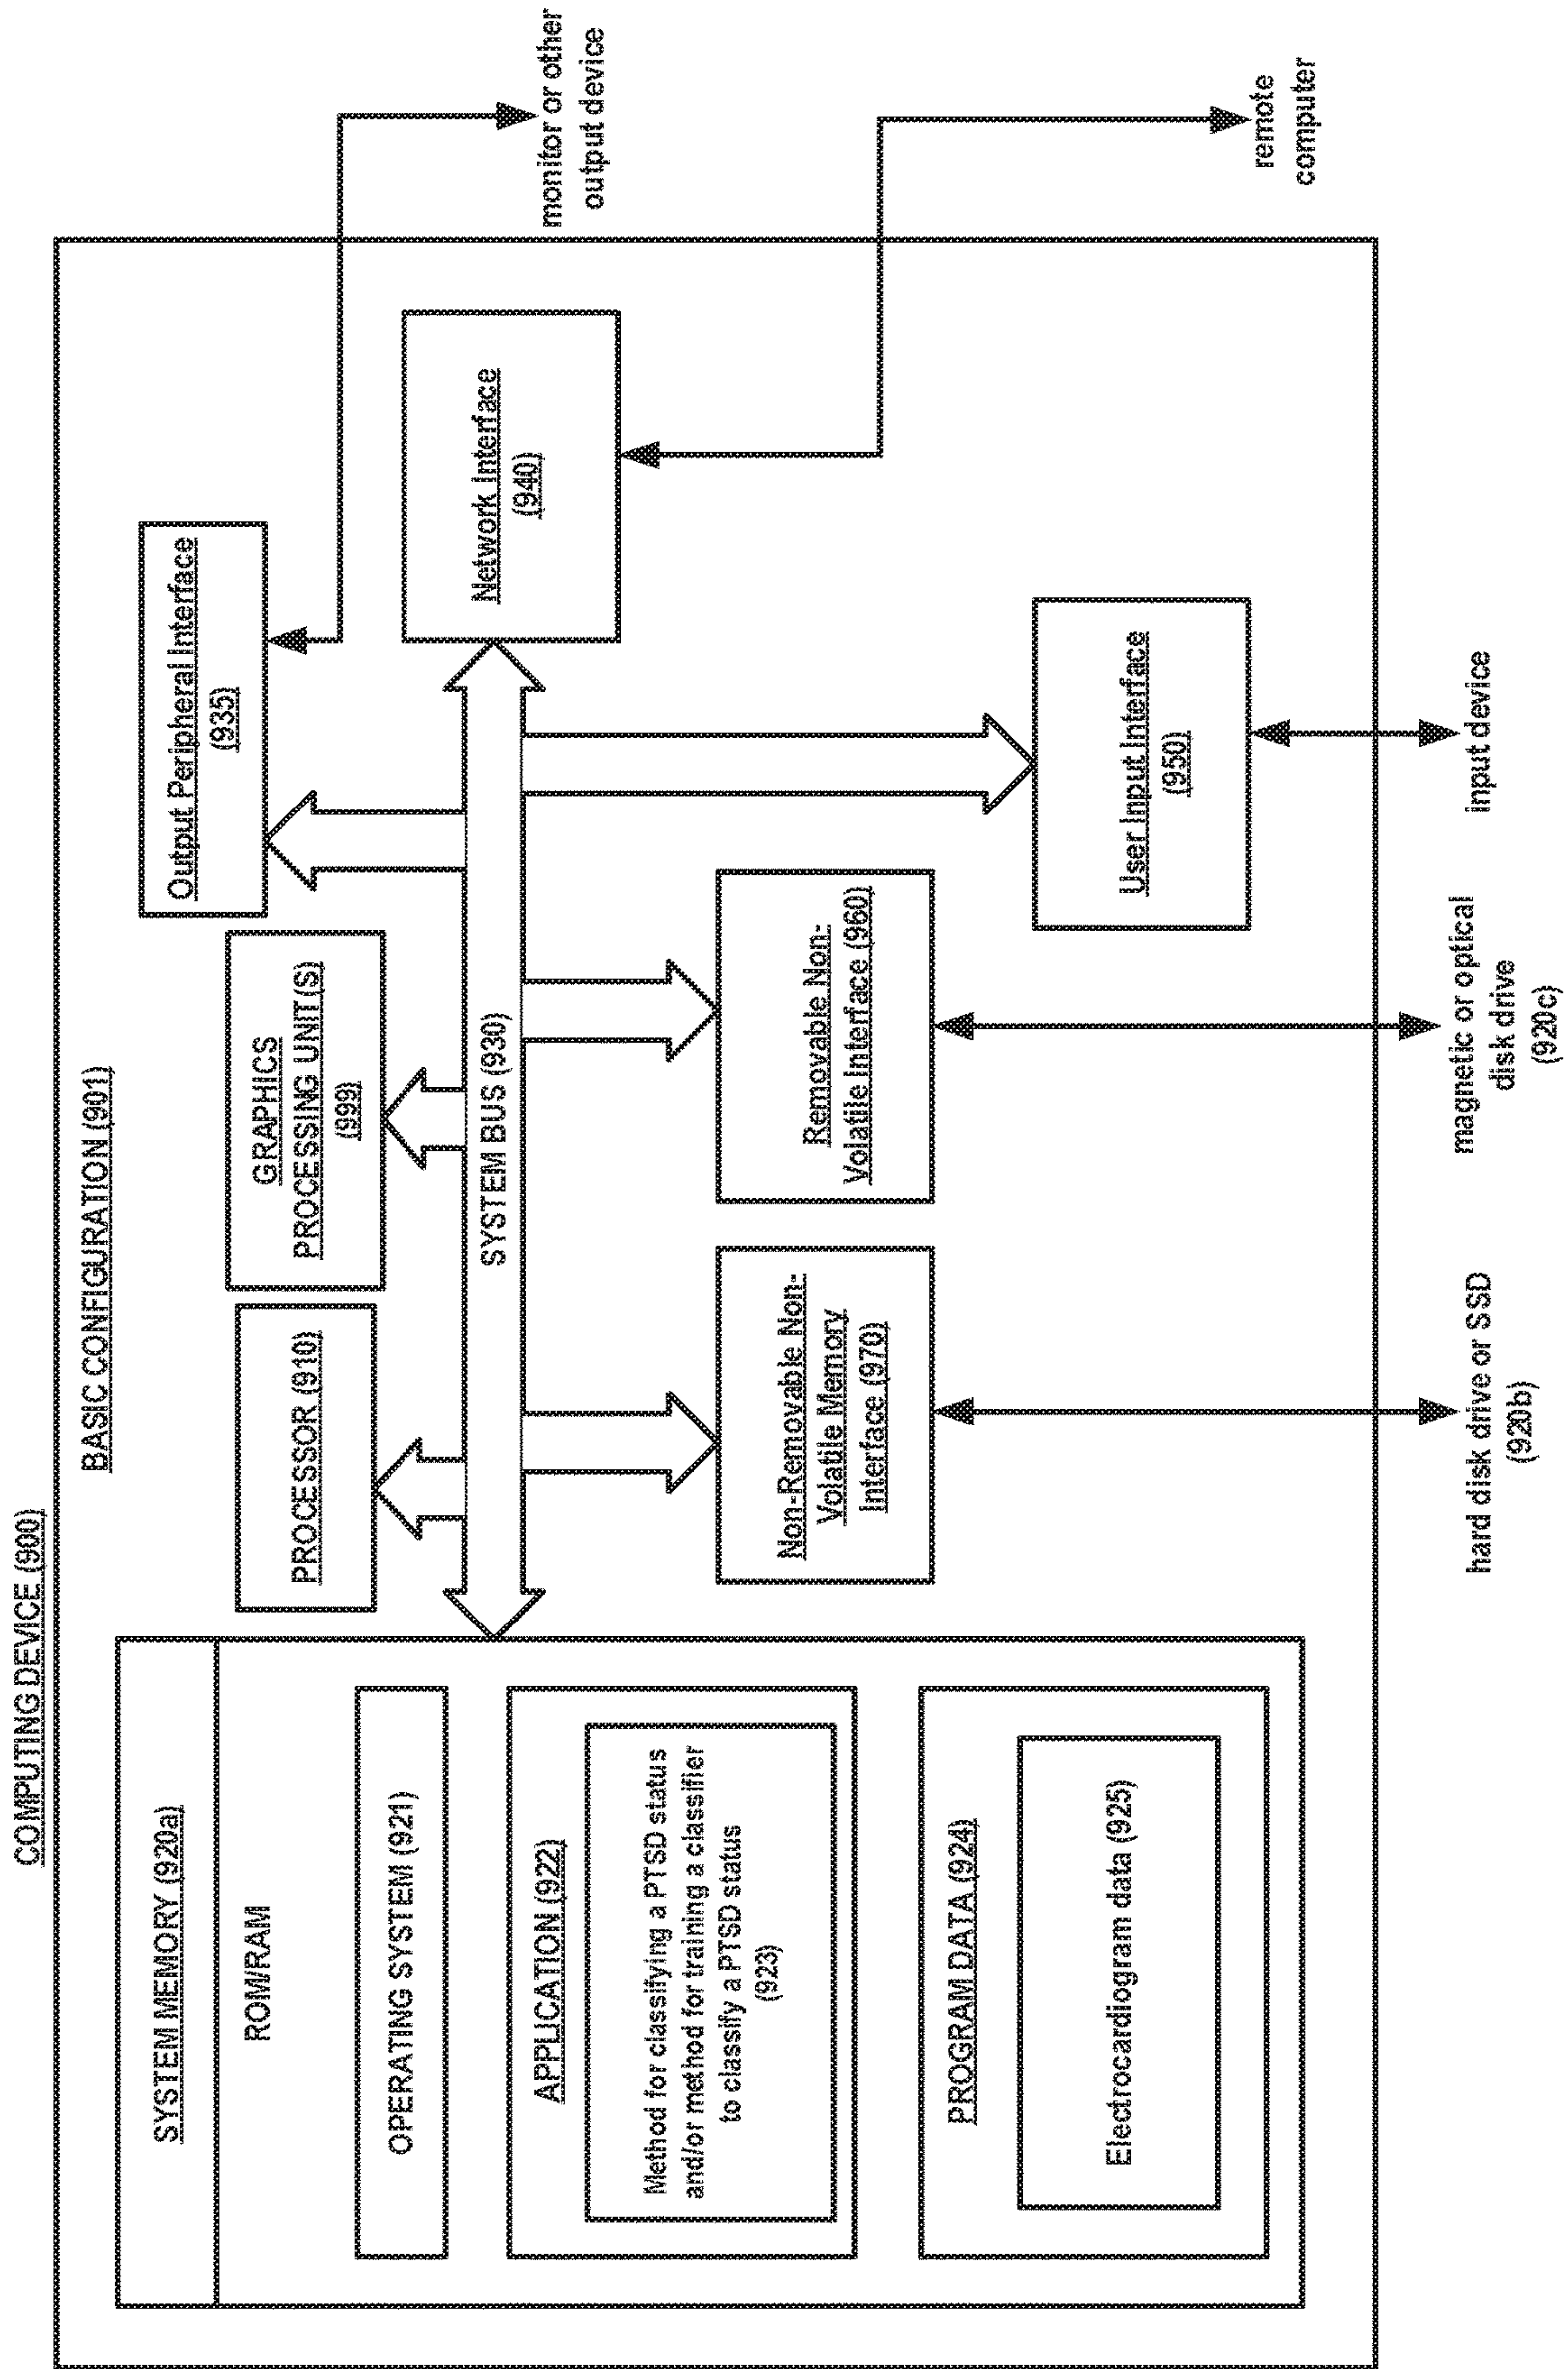 COMPUTING DEVICE (900)
BASIC CONFIGURATION (901)
SYSTEM MEMORY (920a)
ROM/RAM
OPERATING SYSTEM (921)
APPLICATION (922)
Method for classifying a PTSD status
and/or method for training a classifier
to classify a PTSD status
(923)
PROGRAM DATA (924)
Electrocardiogram data (925)
PROCESSOR (910)
GRAPHICS
PROCESSING UNIT(S)
(999)
Output Peripheral Interface
(935)
SYSTEM BUS (930)
Network Interface
(940)
Non-Removable Non-
Volatile Memory
Interface (970)
Removable Non-
Volatile Interface (960)
User Input Interface
(950)
monitor or other
output device
remote
computer
hard disk drive or SSD
(920b)
magnetic or optical
disk drive
(920c)
input device